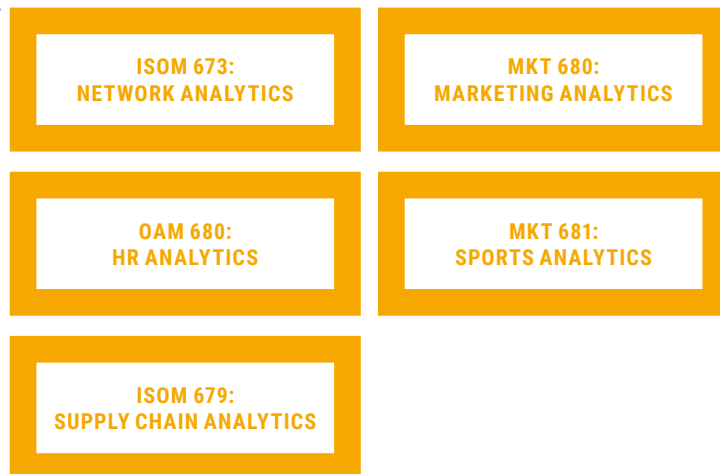 ISOM 673:
NETWORK ANALYTICS
MKT 680:
MARKETING ANALYTICS
OAM 680:
HR ANALYTICS
MKT 681:
SPORTS ANALYTICS
ISOM 679:
SUPPLY CHAIN ANALYTICS